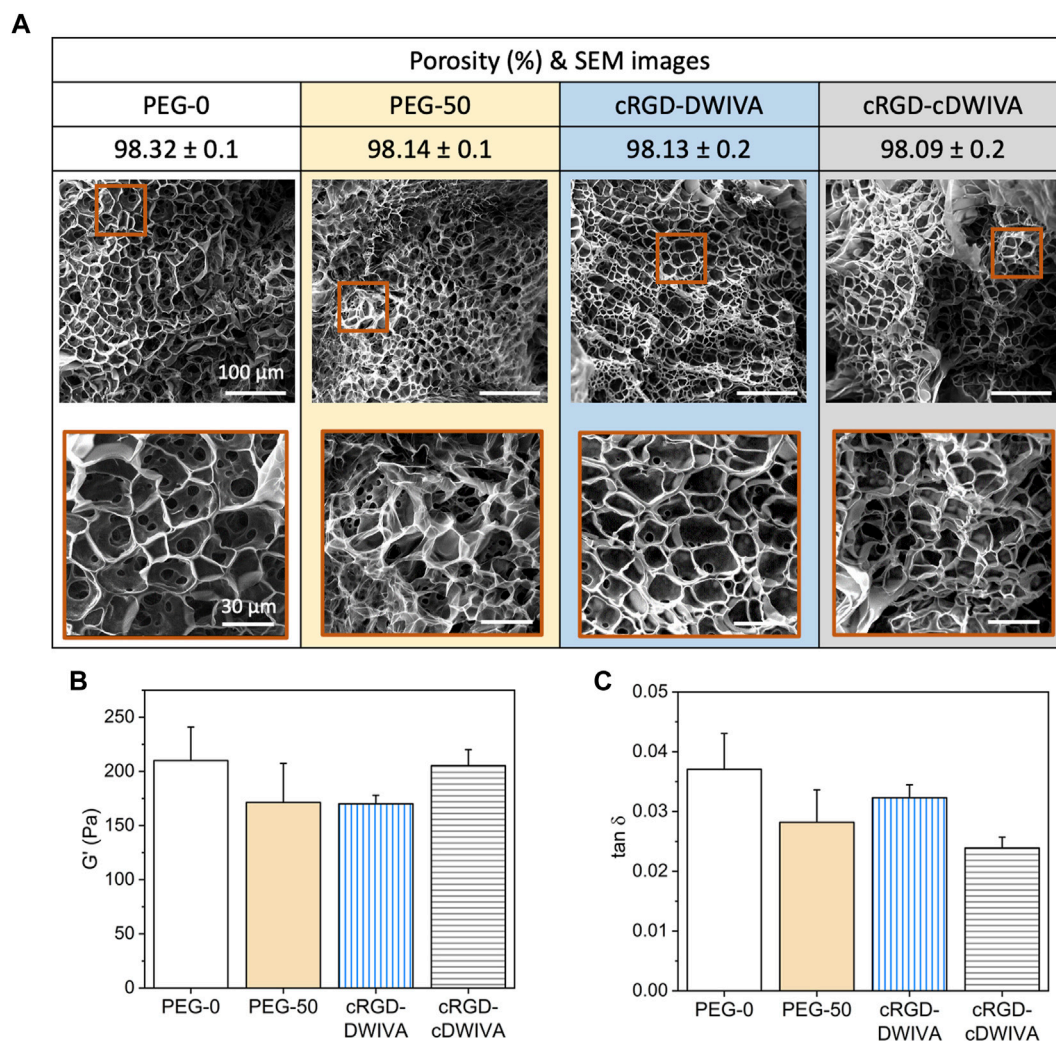 A
Porosity (%) & SEM images
PEG-0 PEG-50 cRGD-DWIVA cRGD-cDWIVA
98.32 ± 0.1 98.14 ± 0.1 98.13 ± 0.2 98.09 ± 0.2
100 µm
30 µm
B
G' (Pa)
250
200
150
100
50
0
PEG-0 PEG-50 cRGD-DWIVA cRGD-cDWIVA
C
tan δ
0.05
0.04
0.03
0.02
0.01
0.00
PEG-0 PEG-50 cRGD-DWIVA cRGD-cDWIVA